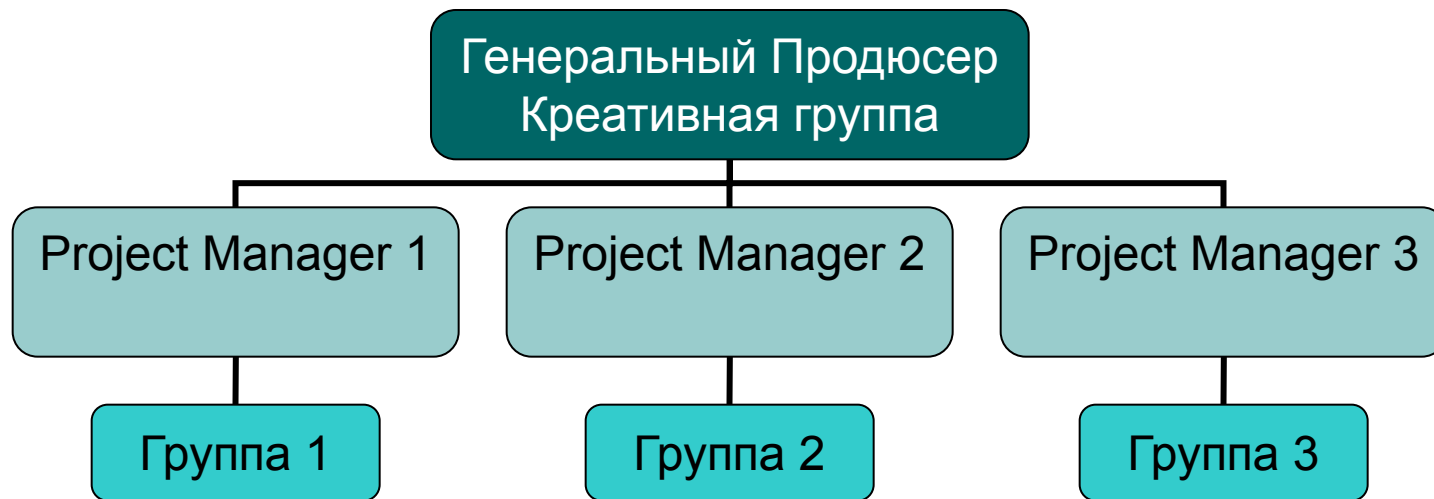 Генеральный Продюсер
Креативная группа
Project Manager 1
Project Manager 2
Project Manager 3
Группа 1
Группа 2
Группа 3